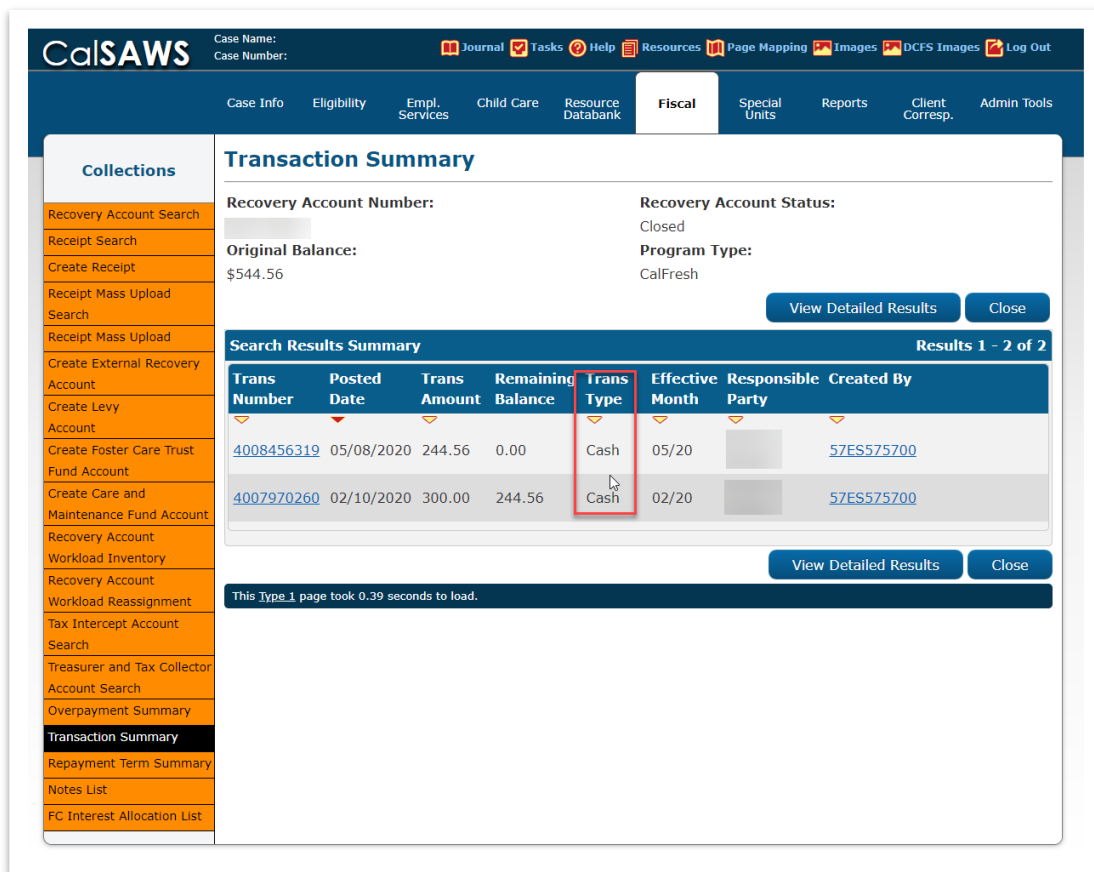 CalSAWS
Case Name:
Case Number:
Journal Tasks Help Resources Page Mapping Images DCFS Images Log Out
Case Info Eligibility Empl. Services Child Care Resource Databank Fiscal Special Units Reports Client Corresp. Admin Tools
Collections
Recovery Account Search
Receipt Search
Create Receipt
Receipt Mass Upload
Search
Receipt Mass Upload
Create External Recovery
Account
Create Levy
Account
Create Foster Care Trust
Fund Account
Create Care and
Maintenance Fund Account
Recovery Account
Workload Inventory
Recovery Account
Workload Reassignment
Tax Intercept Account
Search
Treasurer and Tax Collector
Account Search
Overpayment Summary
Transaction Summary
Repayment Term Summary
Notes List
FC Interest Allocation List
Transaction Summary
Recovery Account Number: Recovery Account Status:
Closed
Original Balance: Program Type:
$544.56 CalFresh
View Detailed Results Close
Search Results Summary Results 1 - 2 of 2
Trans Number Posted Date Trans Amount Remaining Balance Trans Type Effective Month Responsible Party Created By
4008456319 05/08/2020 244.56 0.00 Cash 05/20 57ES575700
4007970260 02/10/2020 300.00 244.56 Cash 02/20 57ES575700
View Detailed Results Close
This Type 1 page took 0.39 seconds to load.